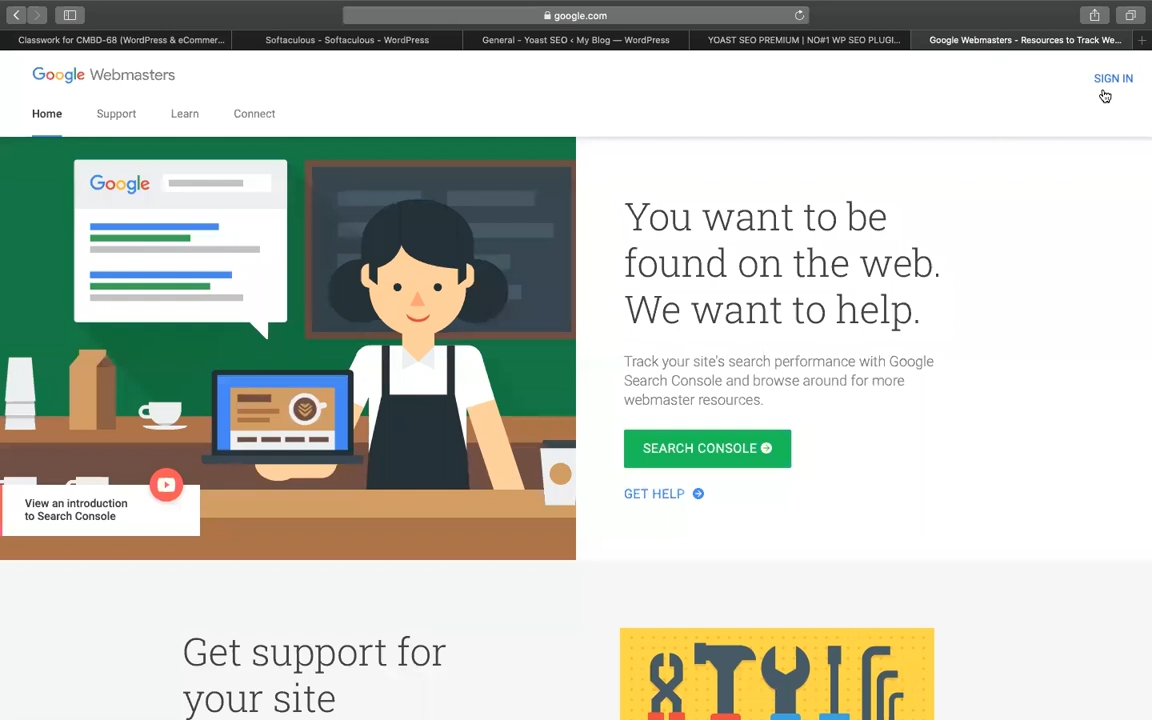 google.com
Classwork for CMBD-68 (WordPress & eCommer...
Softaculous - Softaculous - WordPress
General - Yoast SEO ‹ My Blog — WordPress
YOAST SEO PREMIUM | NO#1 WP SEO PLUGI...
Google Webmasters - Resources to Track We...
Google Webmasters
SIGN IN
Home
Support
Learn
Connect
Google
You want to be
found on the web.
We want to help.
Track your site's search performance with Google
Search Console and browse around for more
webmaster resources.
SEARCH CONSOLE
GET HELP
View an introduction
to Search Console
Get support for
your site